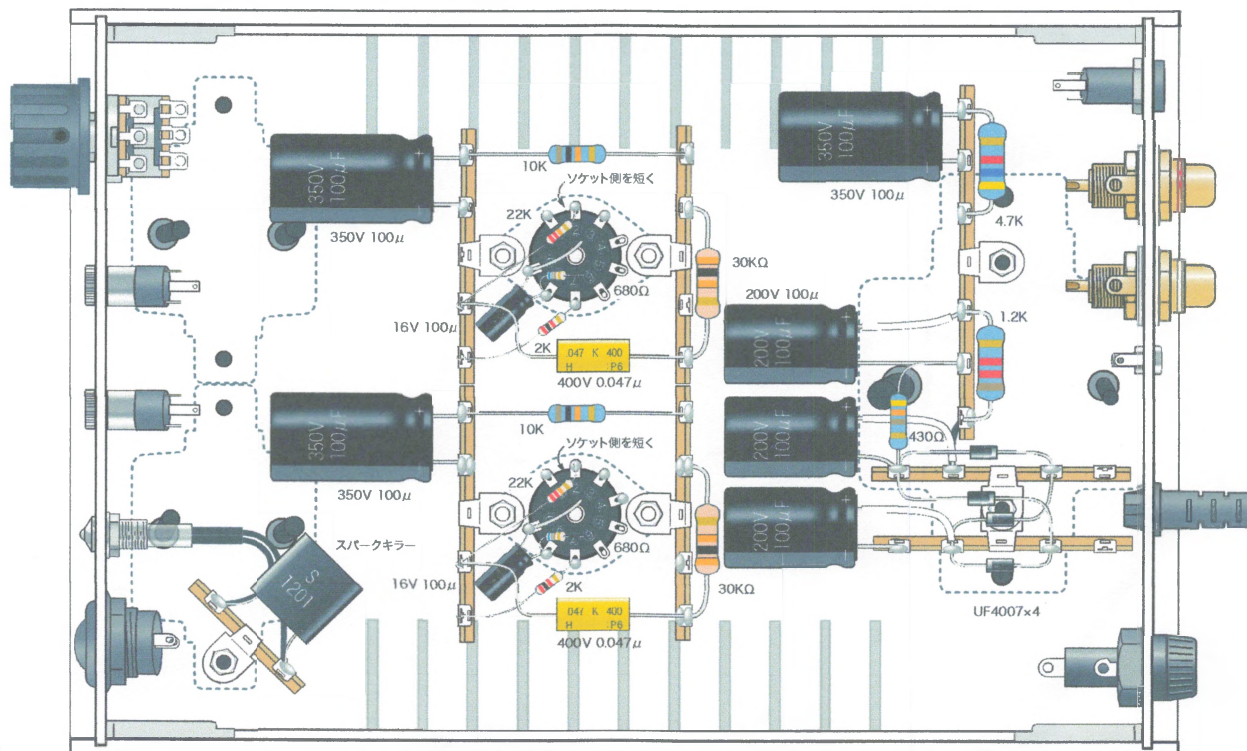 350V
100μF
350V 100μ
10K
ソケット側を短く
22K
680Ω
16V 100μ
2K
.047 K 400
H P6
400V 0.047μ
30KΩ
350V
100μF
350V 100μ
4.7K
200V 100μ
200V
100μF
1.2K
430Ω
200V
100μF
200V
100μF
UF4007×4
350V
100μF
350V 100μ
10K
ソケット側を短く
22K
680Ω
16V 100μ
2K
.047 K 400
H P6
400V 0.047μ
30KΩ
スパークキラー
S
1201